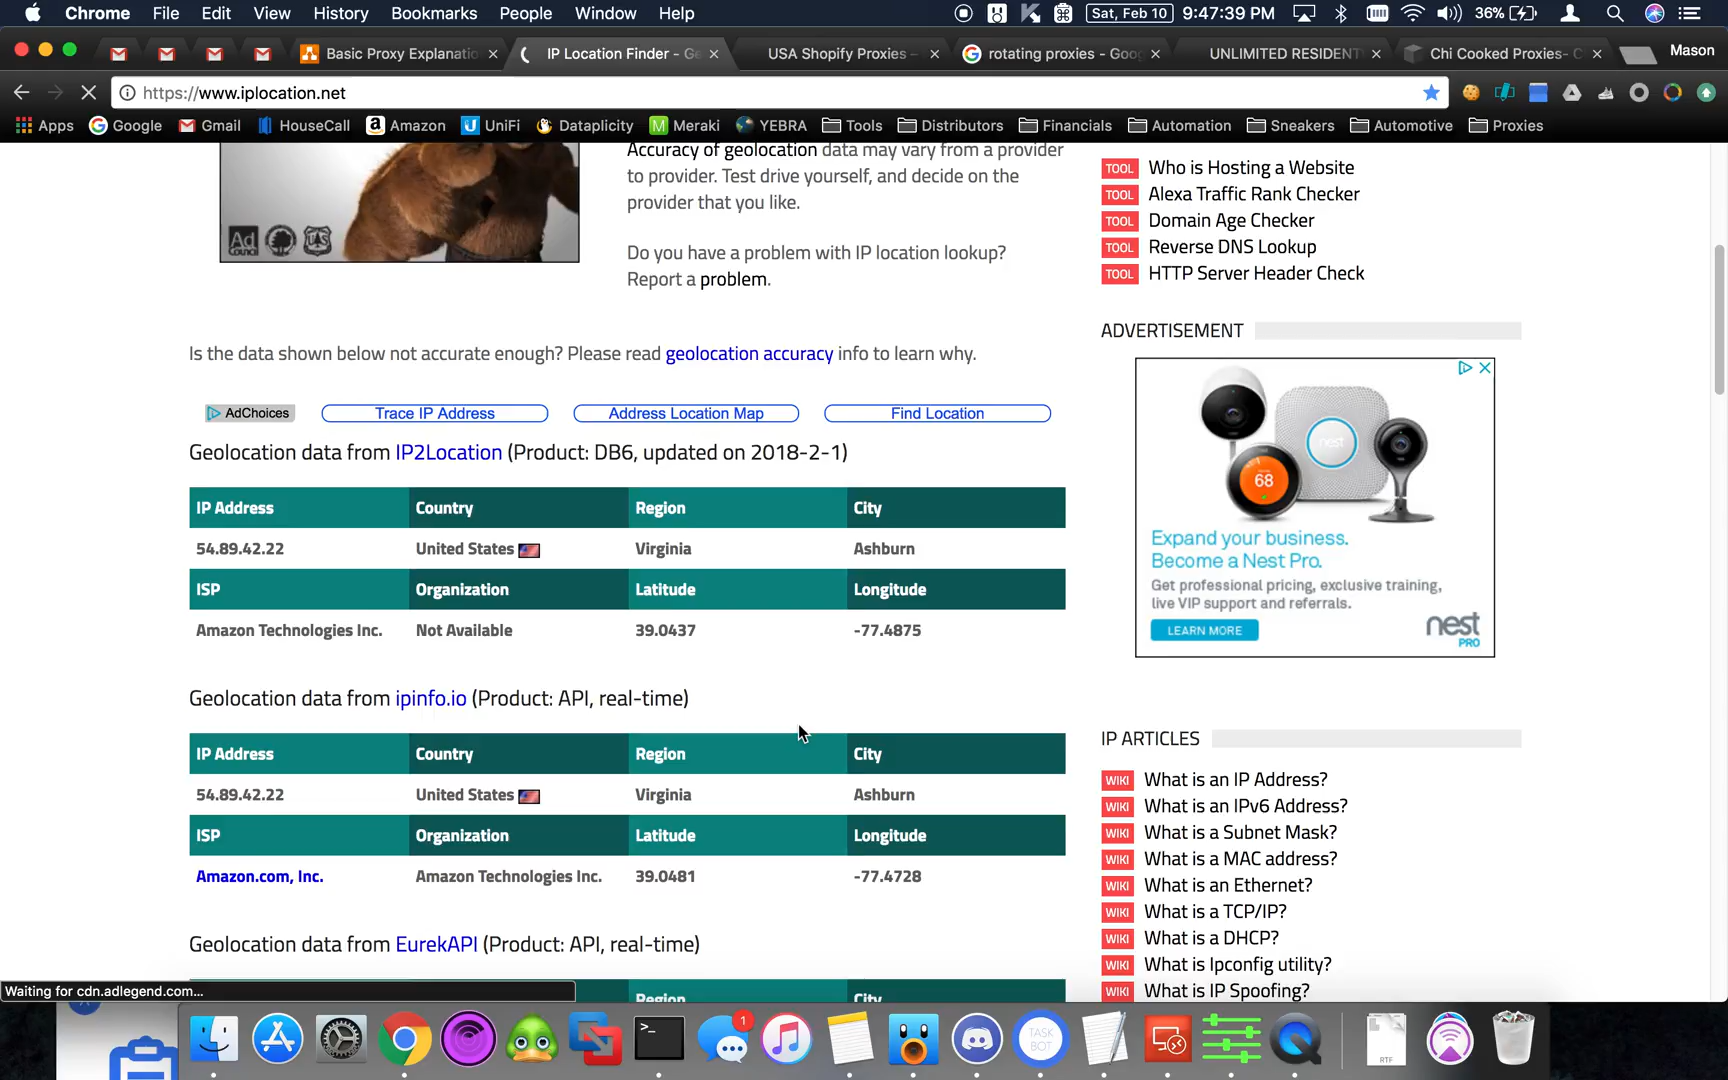 Chrome File Edit View History Bookmarks People Window Help Sat, Feb 10 9:47:39 PM 36%
Basic Proxy Explanatio IP Location Finder - Ge USA Shopify Proxies – rotating proxies - Goog UNLIMITED RESIDENT Chi Cooked Proxies- C Mason
https://www.iplocation.net
Apps Google Gmail HouseCall Amazon UniFi Dataplicity Meraki YEBRA Tools Distributors Financials Automation Sneakers Automotive Proxies
Accuracy of geolocation data may vary from a provider
to provider. Test drive yourself, and decide on the
provider that you like.
Do you have a problem with IP location lookup?
Report a problem.
Ad
COUNCIL
Is the data shown below not accurate enough? Please read geolocation accuracy info to learn why.
AdChoices Trace IP Address Address Location Map Find Location
Geolocation data from IP2Location (Product: DB6, updated on 2018-2-1)
IP Address Country Region City
54.89.42.22 United States Virginia Ashburn
ISP Organization Latitude Longitude
Amazon Technologies Inc. Not Available 39.0437 -77.4875
Geolocation data from ipinfo.io (Product: API, real-time)
IP Address Country Region City
54.89.42.22 United States Virginia Ashburn
ISP Organization Latitude Longitude
Amazon.com, Inc. Amazon Technologies Inc. 39.0481 -77.4728
Geolocation data from EurekAPI (Product: API, real-time)
Region City
TOOL Who is Hosting a Website
TOOL Alexa Traffic Rank Checker
TOOL Domain Age Checker
TOOL Reverse DNS Lookup
TOOL HTTP Server Header Check
ADVERTISEMENT
nest
68
Expand your business.
Become a Nest Pro.
Get professional pricing, exclusive training,
live VIP support and referrals.
LEARN MORE
nest
PRO
IP ARTICLES
WIKI What is an IP Address?
WIKI What is an IPv6 Address?
WIKI What is a Subnet Mask?
WIKI What is a MAC address?
WIKI What is an Ethernet?
WIKI What is a TCP/IP?
WIKI What is a DHCP?
WIKI What is Ipconfig utility?
WIKI What is IP Spoofing?
Waiting for cdn.adlegend.com...
1
TASK
BOT
RTF